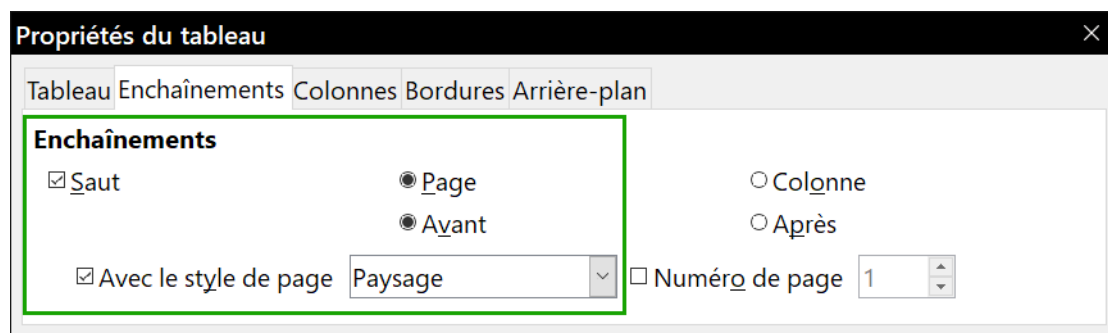 Propriétés du tableau
Tableau Enchaînements Colonnes Bordures Arrière-plan
Enchaînements
Saut Page Colonne
Avant Après
Avec le style de page Paysage Numéro de page 1